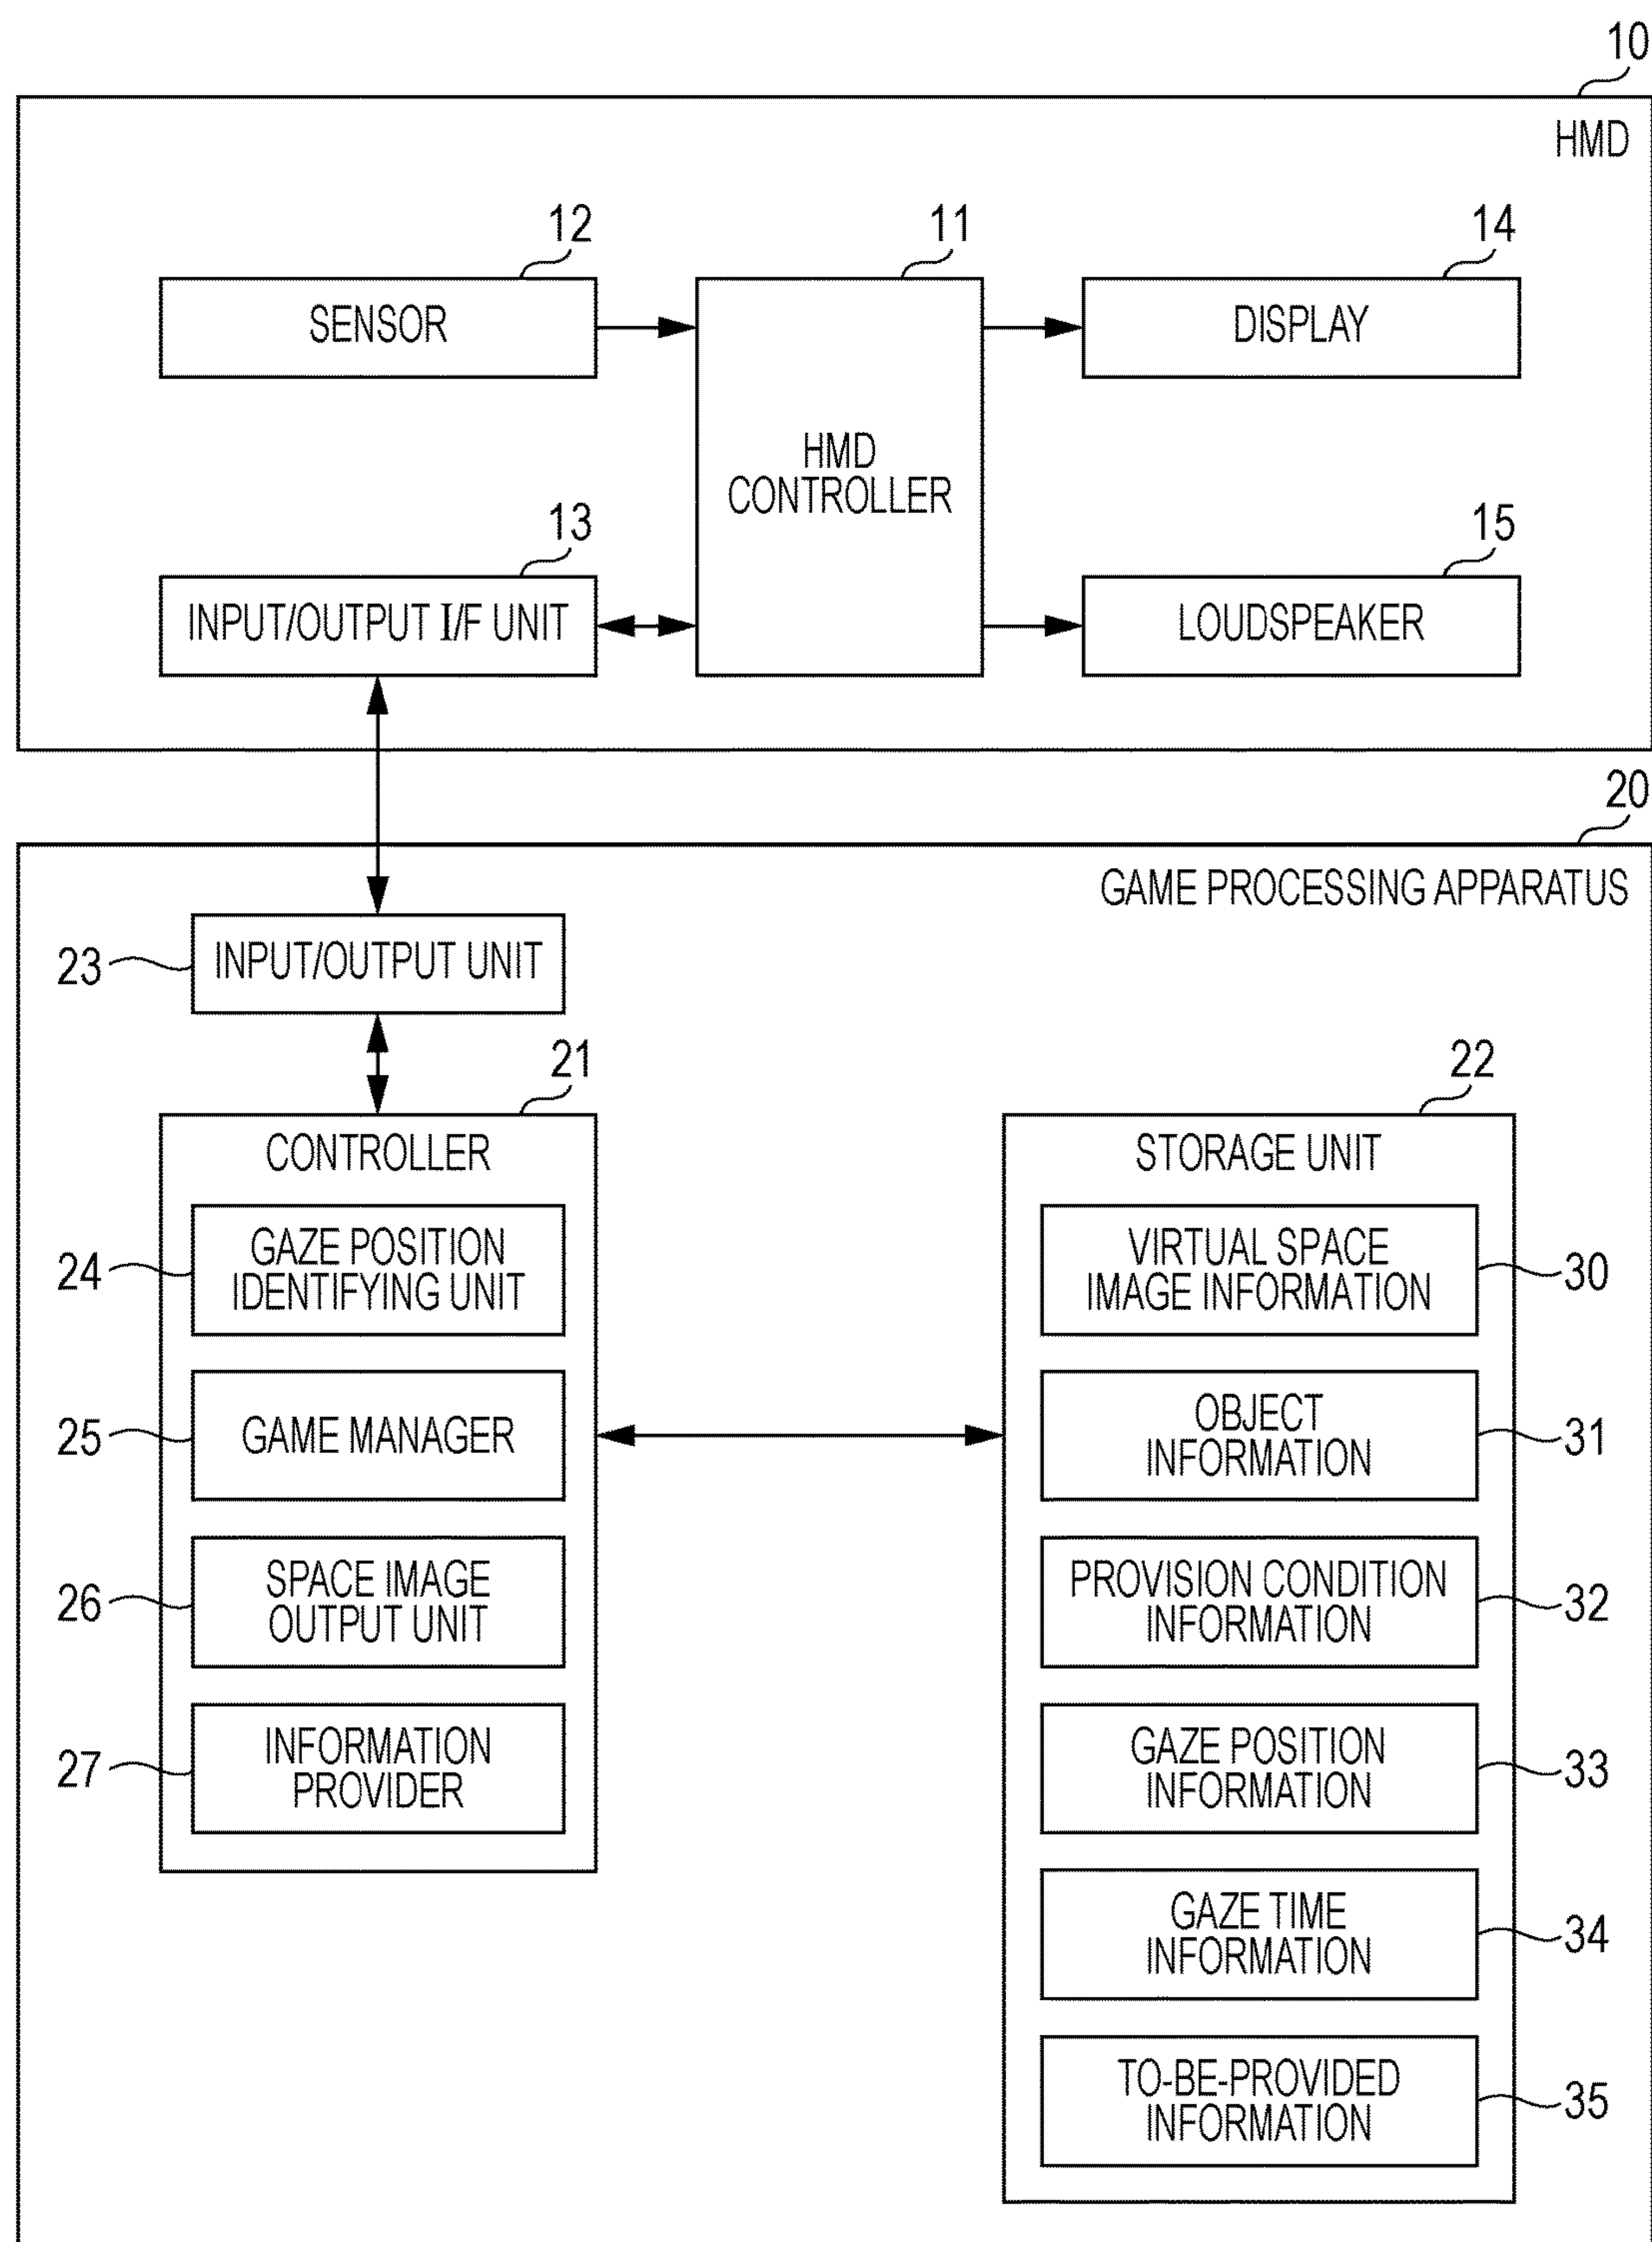 10
HMD
12
11
14
SENSOR
DISPLAY
HMD
CONTROLLER
13
15
INPUT/OUTPUT I/F UNIT
LOUDSPEAKER
20
GAME PROCESSING APPARATUS
23
INPUT/OUTPUT UNIT
21
22
CONTROLLER
STORAGE UNIT
24
GAZE POSITION
IDENTIFYING UNIT
VIRTUAL SPACE
IMAGE INFORMATION
30
25
GAME MANAGER
OBJECT
INFORMATION
31
26
SPACE IMAGE
OUTPUT UNIT
PROVISION CONDITION
INFORMATION
32
27
INFORMATION
PROVIDER
GAZE POSITION
INFORMATION
33
GAZE TIME
INFORMATION
34
TO-BE-PROVIDED
INFORMATION
35